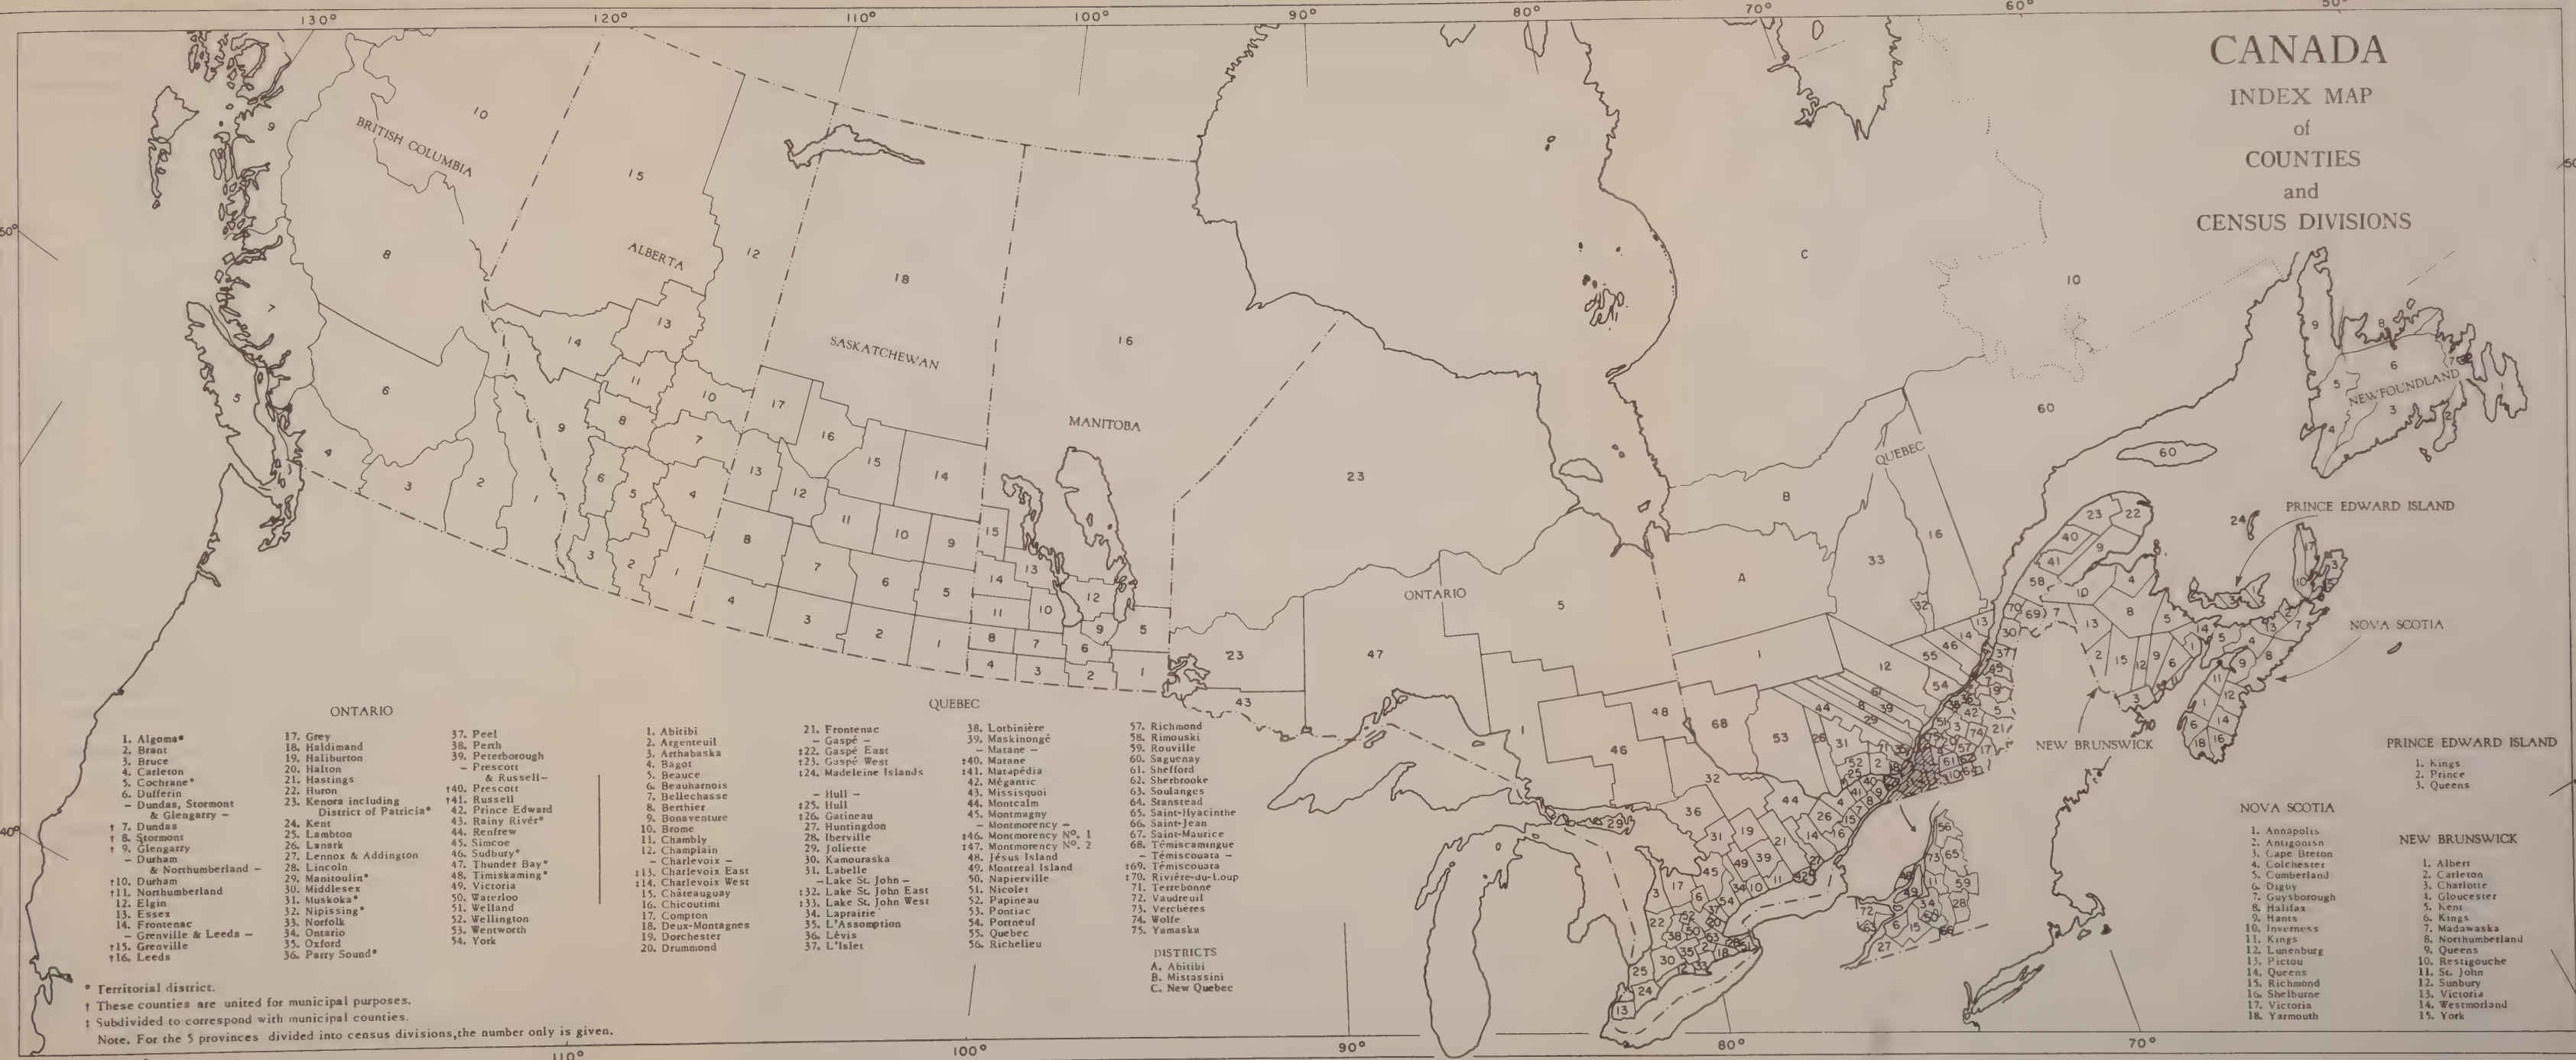 130°
120°
110°
100°
90°
80°
70°
60°
50°
CANADA
INDEX MAP
of
COUNTIES
and
CENSUS DIVISIONS
BRITISH COLUMBIA
ALBERTA
SASKATCHEWAN
MANITOBA
ONTARIO
QUEBEC
NEWFOUNDLAND
PRINCE EDWARD ISLAND
NOVA SCOTIA
NEW BRUNSWICK
ONTARIO
1. Algoma*
2. Brant
3. Bruce
4. Carleton
5. Cochrane*
6. Dufferin
– Dundas, Stormont
& Glengarry –
† 7. Dundas
† 8. Stormont
† 9. Glengarry
– Durham
& Northumberland –
†10. Durham
†11. Northumberland
12. Elgin
13. Essex
14. Frontenac
– Grenville & Leeds –
†15. Grenville
†16. Leeds
17. Grey
18. Haldimand
19. Haliburton
20. Halton
21. Hastings
22. Huron
23. Kenora including
District of Patricia*
24. Kent
25. Lambton
26. Lanark
27. Lennox & Addington
28. Lincoln
29. Manitoulin*
30. Middlesex
31. Muskoka*
32. Nipissing*
33. Norfolk
34. Ontario
35. Oxford
36. Parry Sound*
37. Peel
38. Perth
39. Peterborough
– Prescott
& Russell–
†40. Prescott
†41. Russell
42. Prince Edward
43. Rainy River*
44. Renfrew
45. Simcoe
46. Sudbury*
47. Thunder Bay*
48. Timiskaming*
49. Victoria
50. Waterloo
51. Welland
52. Wellington
53. Wentworth
54. York
QUEBEC
1. Abitibi
2. Argenteuil
3. Arthabaska
4. Bagot
5. Beauce
6. Beauharnois
7. Bellechasse
8. Berthier
9. Bonaventure
10. Brome
11. Chambly
12. Champlain
– Charlevoix –
‡13. Charlevoix East
‡14. Charlevoix West
15. Châteauguay
16. Chicoutimi
17. Compton
18. Deux-Montagnes
19. Dorchester
20. Drummond
21. Frontenac
– Gaspé –
‡22. Gaspé East
‡23. Gaspé West
‡24. Madeleine Islands
– Hull –
‡25. Hull
‡26. Gatineau
27. Huntingdon
28. Iberville
29. Joliette
30. Kamouraska
31. Labelle
–Lake St. John –
‡32. Lake St. John East
‡33. Lake St. John West
34. Laprairie
35. L'Assomption
36. Lévis
37. L'Islet
38. Lotbinière
39. Maskinongé
– Matane –
‡40. Matane
‡41. Matapédia
42. Mégantic
43. Missisquoi
44. Montcalm
45. Montmagny
– Montmorency –
‡46. Montmorency Nº. 1
‡47. Montmorency Nº. 2
48. Jésus Island
49. Montreal Island
50. Napierville
51. Nicolet
52. Papineau
53. Pontiac
54. Portneuf
55. Quebec
56. Richelieu
57. Richmond
58. Rimouski
59. Rouville
60. Saguenay
61. Shefford
62. Sherbrooke
63. Soulanges
64. Stanstead
65. Saint-Hyacinthe
66. Saint-Jean
67. Saint-Maurice
68. Témiscamingue
– Témiscouata –
‡69. Témiscouata
‡70. Rivière-du-Loup
71. Terrebonne
72. Vaudreuil
73. Verchères
74. Wolfe
75. Yamaska
DISTRICTS
A. Abitibi
B. Mistassini
C. New Quebec
PRINCE EDWARD ISLAND
1. Kings
2. Prince
3. Queens
NOVA SCOTIA
1. Annapolis
2. Antigonish
3. Cape Breton
4. Colchester
5. Cumberland
6. Digby
7. Guysborough
8. Halifax
9. Hants
10. Inverness
11. Kings
12. Lunenburg
13. Pictou
14. Queens
15. Richmond
16. Shelburne
17. Victoria
18. Yarmouth
NEW BRUNSWICK
1. Albert
2. Carleton
3. Charlotte
4. Gloucester
5. Kent
6. Kings
7. Madawaska
8. Northumberland
9. Queens
10. Restigouche
11. St. John
12. Sunbury
13. Victoria
14. Westmorland
15. York
* Territorial district.
† These counties are united for municipal purposes.
‡ Subdivided to correspond with municipal counties.
Note. For the 5 provinces divided into census divisions,the number only is given.
110°
100°
90°
80°
70°